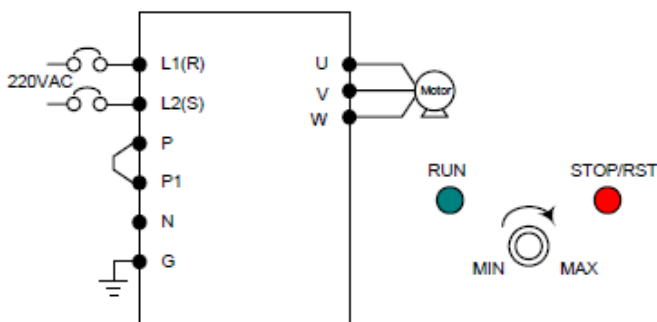 220VAC
L1(R)
L2(S)
P
P1
N
G
U
V
W
Motor
RUN
STOP/RST
MIN
MAX